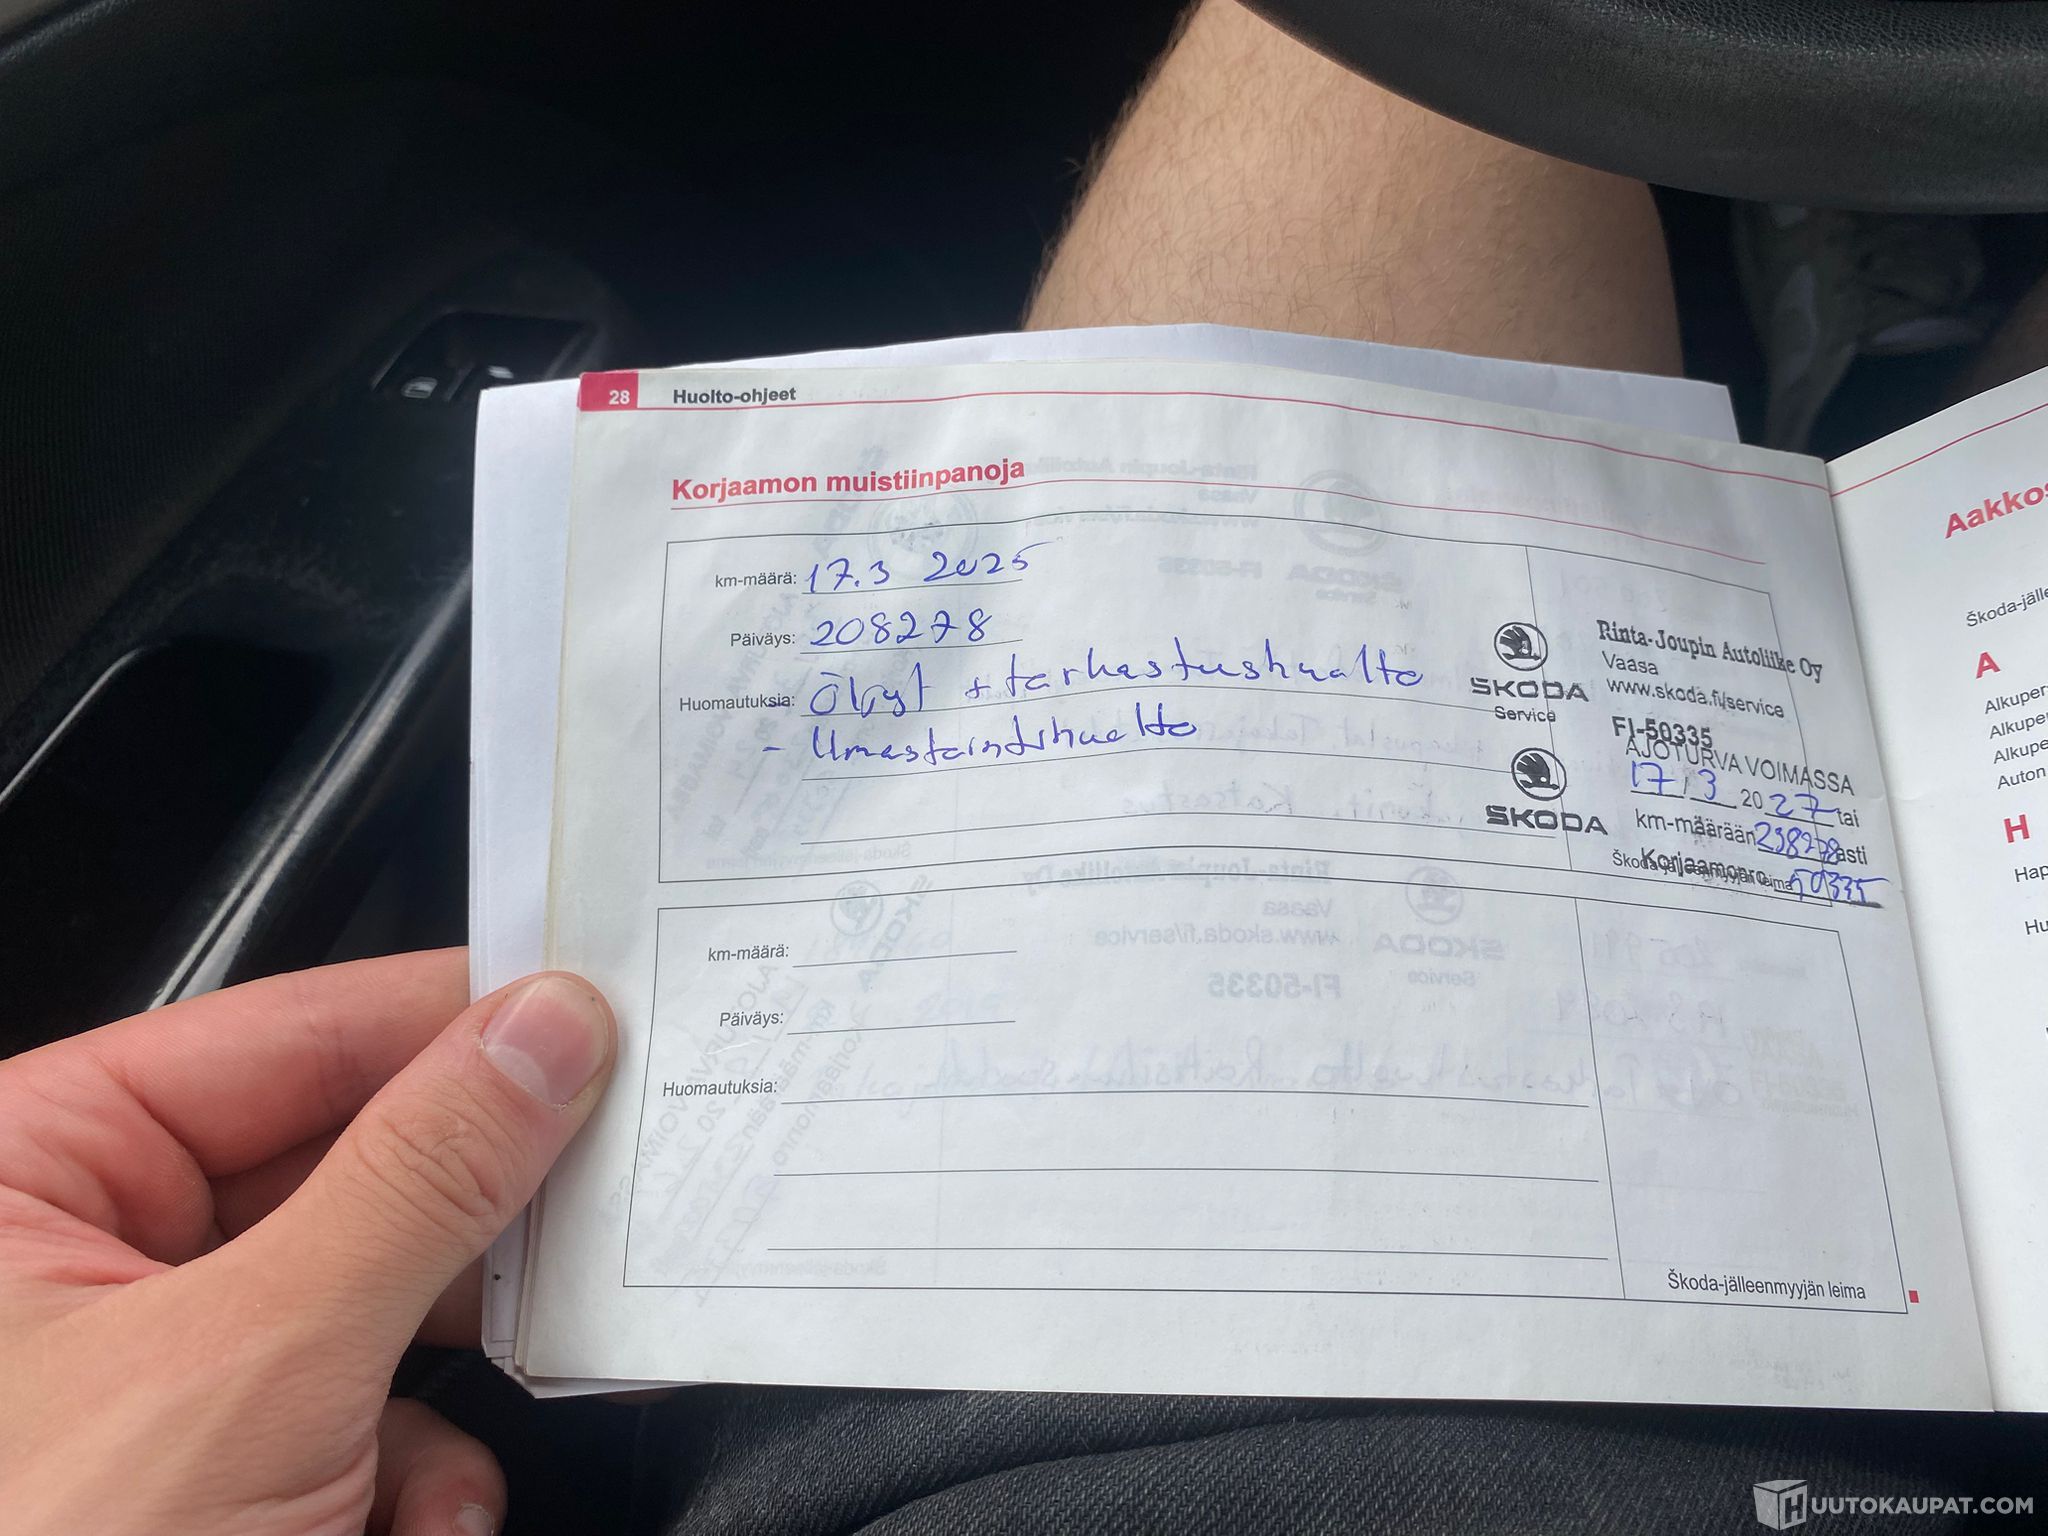 28 Huolto-ohjeet
Korjaamon muistiinpanoja
km-määrä: 17.3 2025
Päiväys: 208278
Huomautuksia: Öljyt + tarkastushuolto
- Ilmastointihuolto
SKODA
Service
Rinta-Joupin Autoliike Oy
Vaasa
www.skoda.fi/service
FI-50335
SKODA
AJOTURVA VOIMASSA
17/3 2027 tai
km-määrään 238278 asti
Korjaamonro 50335
Škoda-jälleenmyyjän leima
km-määrä:
Päiväys:
Huomautuksia:
Škoda-jälleenmyyjän leima
Aakkos
Škoda-jälle
A
Alkuper
Alkuper
Alkupe
Auton
H
Hap
Hu
HUUTOKAUPAT.COM